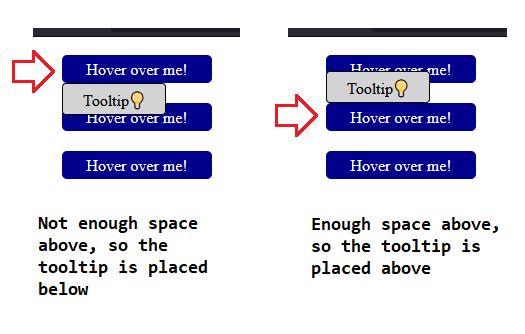 Hover over me!
Tooltip💡
Hover over me!
Hover over me!
Not enough space
above, so the
tooltip is placed
below
Hover over me!
Tooltip💡
Hover over me!
Hover over me!
Enough space above,
so the tooltip is
placed above